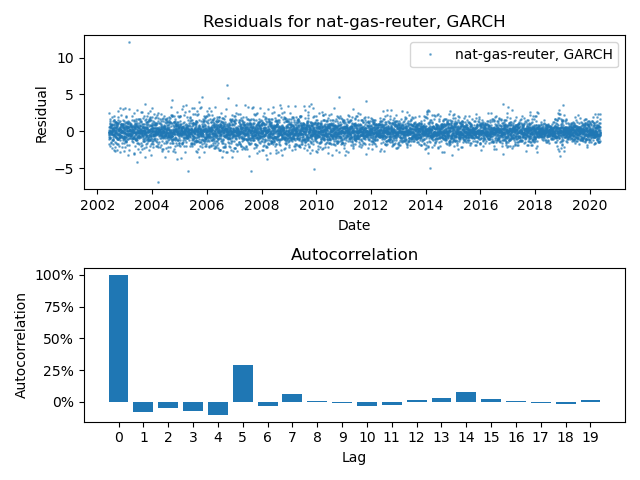 Residuals for nat-gas-reuter, GARCH
nat-gas-reuter, GARCH
Residual
10
5
0
−5
2002 2004 2006 2008 2010 2012 2014 2016 2018 2020
Date
Autocorrelation
Autocorrelation
100%
75%
50%
25%
0%
0 1 2 3 4 5 6 7 8 9 10 11 12 13 14 15 16 17 18 19
Lag